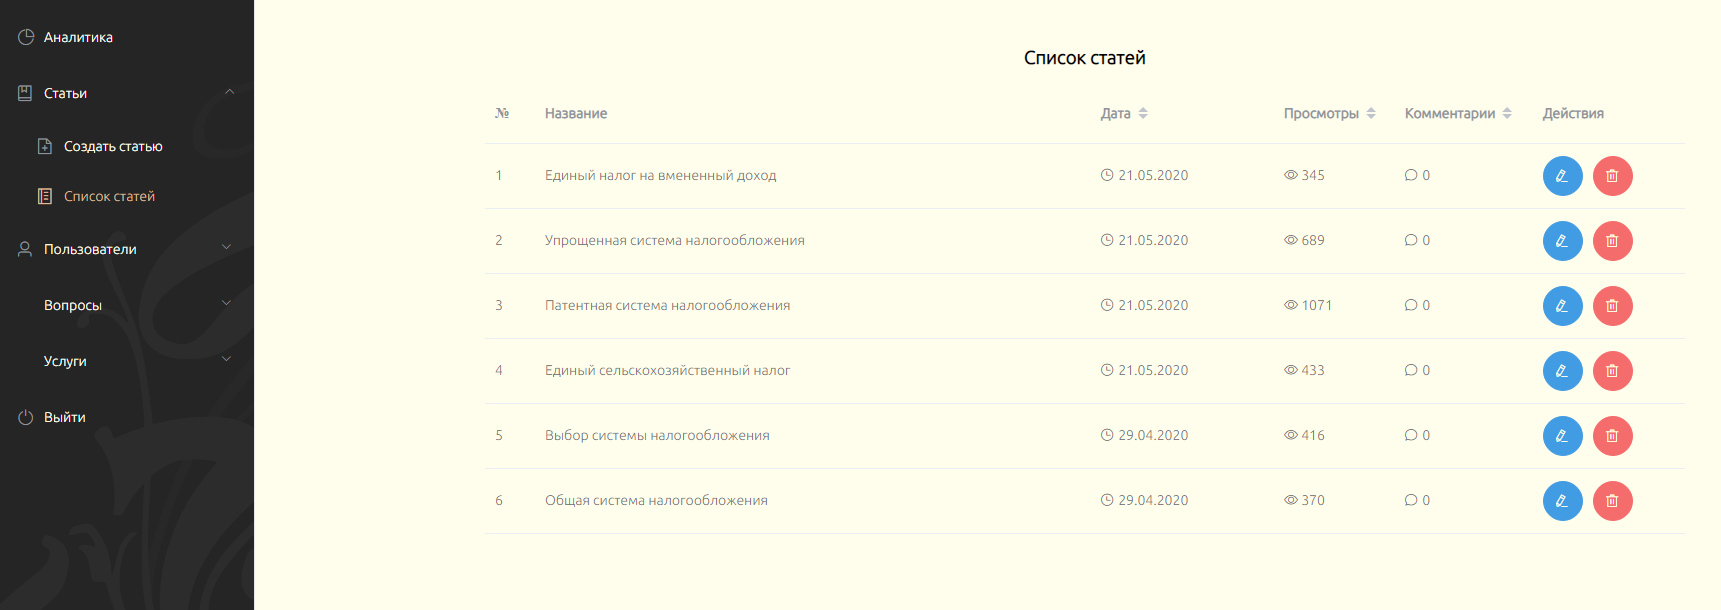 Аналитика
Статьи
Создать статью
Список статей
Пользователи
Вопросы
Услуги
Выйти
Список статей
№ Название Дата Просмотры Комментарии Действия
1 Единый налог на вмененный доход 21.05.2020 345 0
2 Упрощенная система налогообложения 21.05.2020 689 0
3 Патентная система налогообложения 21.05.2020 1071 0
4 Единый сельскохозяйственный налог 21.05.2020 433 0
5 Выбор системы налогообложения 29.04.2020 416 0
6 Общая система налогообложения 29.04.2020 370 0